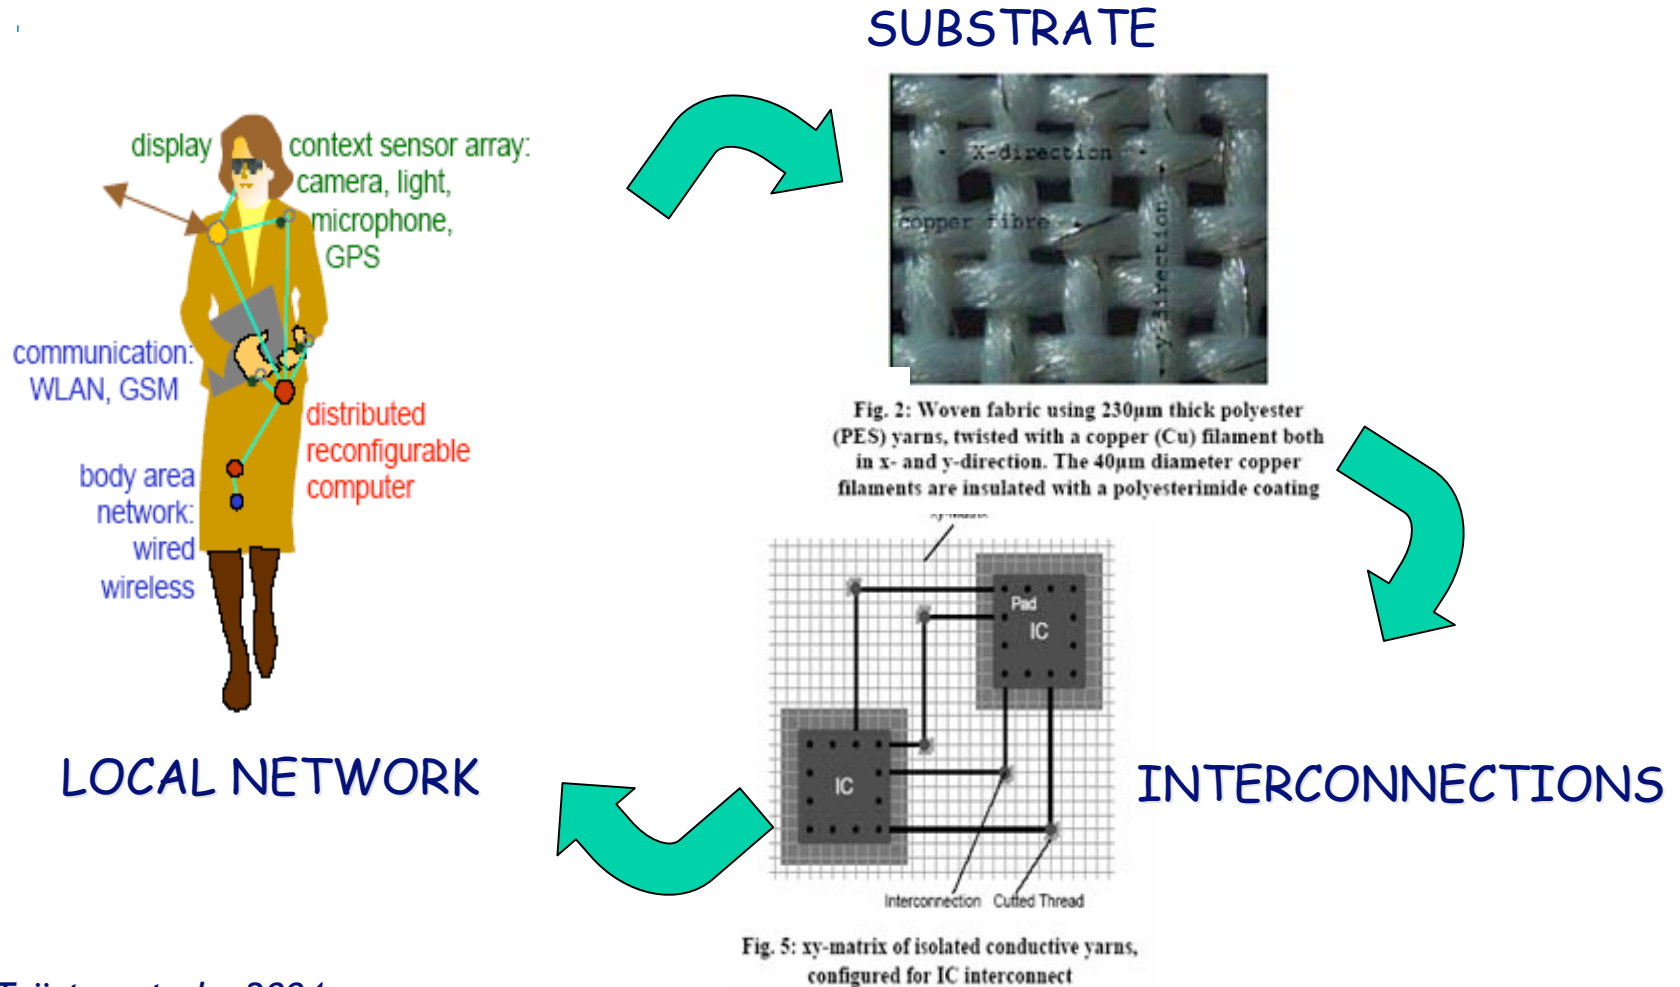 SUBSTRATE
display
context sensor array:
camera, light,
microphone,
GPS
communication:
WLAN, GSM
distributed
reconfigurable
computer
body area
network:
wired
wireless
LOCAL NETWORK
X-direction
copper fibre
y-direction
Fig. 2: Woven fabric using 230µm thick polyester
(PES) yarns, twisted with a copper (Cu) filament both
in x- and y-direction. The 40µm diameter copper
filaments are insulated with a polyesterimide coating
Pad
IC
IC
Interconnection Cutted Thread
INTERCONNECTIONS
Fig. 5: xy-matrix of isolated conductive yarns,
configured for IC interconnect